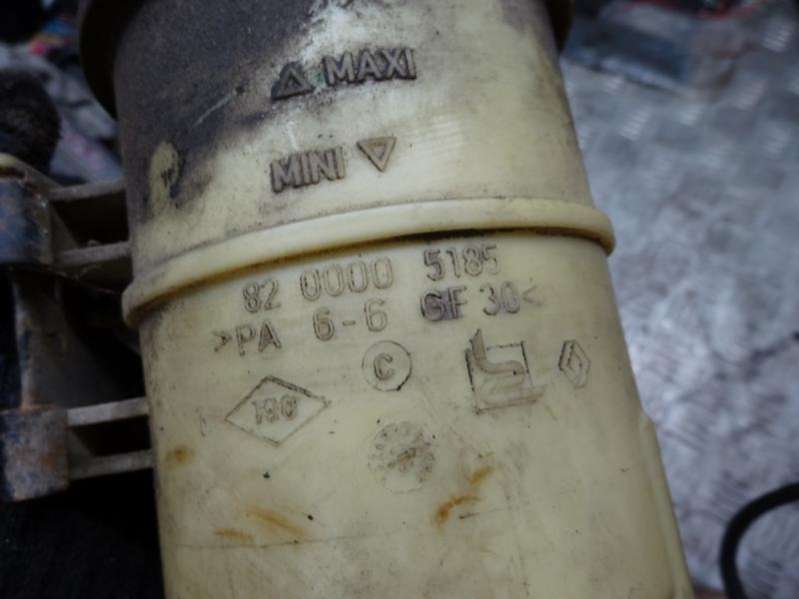 △ MAXI
MINI ▽
82 0000 5185
>PA 6-6 GF 30<
C